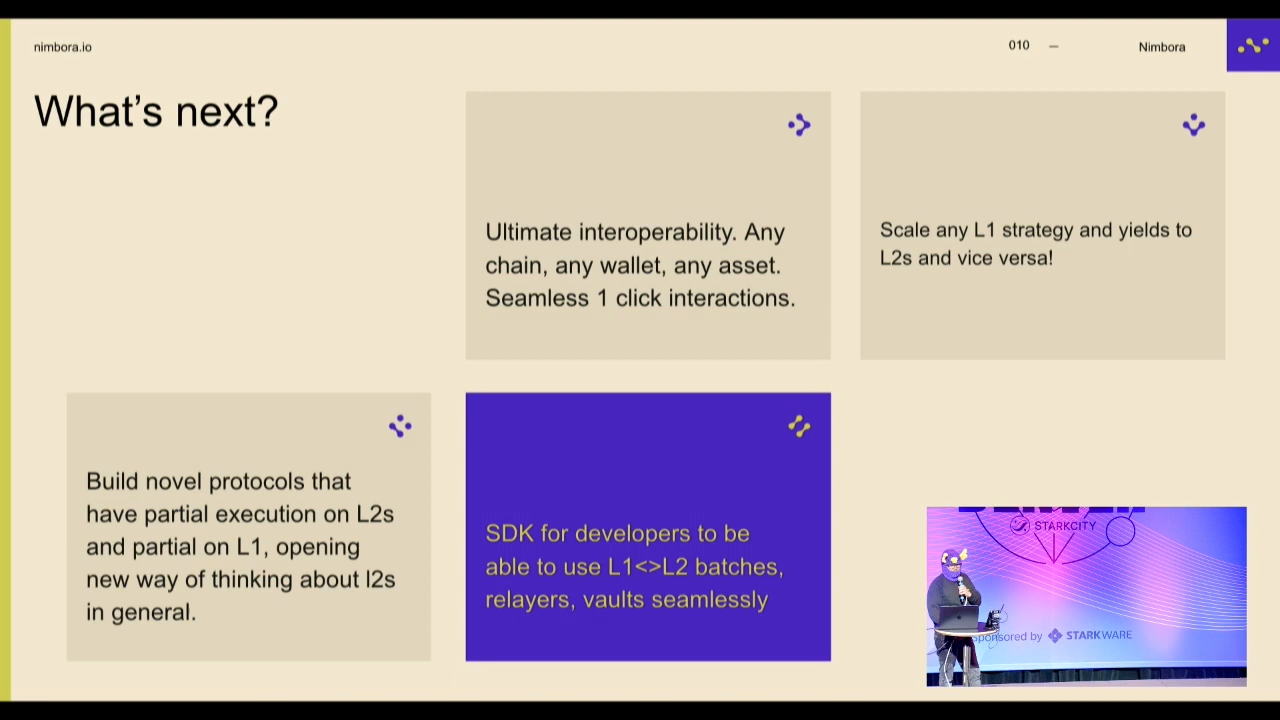 nimbora.io
010 —
Nimbora
What's next?
Ultimate interoperability. Any
chain, any wallet, any asset.
Seamless 1 click interactions.
Scale any L1 strategy and yields to
L2s and vice versa!
Build novel protocols that
have partial execution on L2s
and partial on L1, opening
new way of thinking about l2s
in general.
SDK for developers to be
able to use L1<>L2 batches,
relayers, vaults seamlessly
STARKCITY
sponsored by STARKWARE